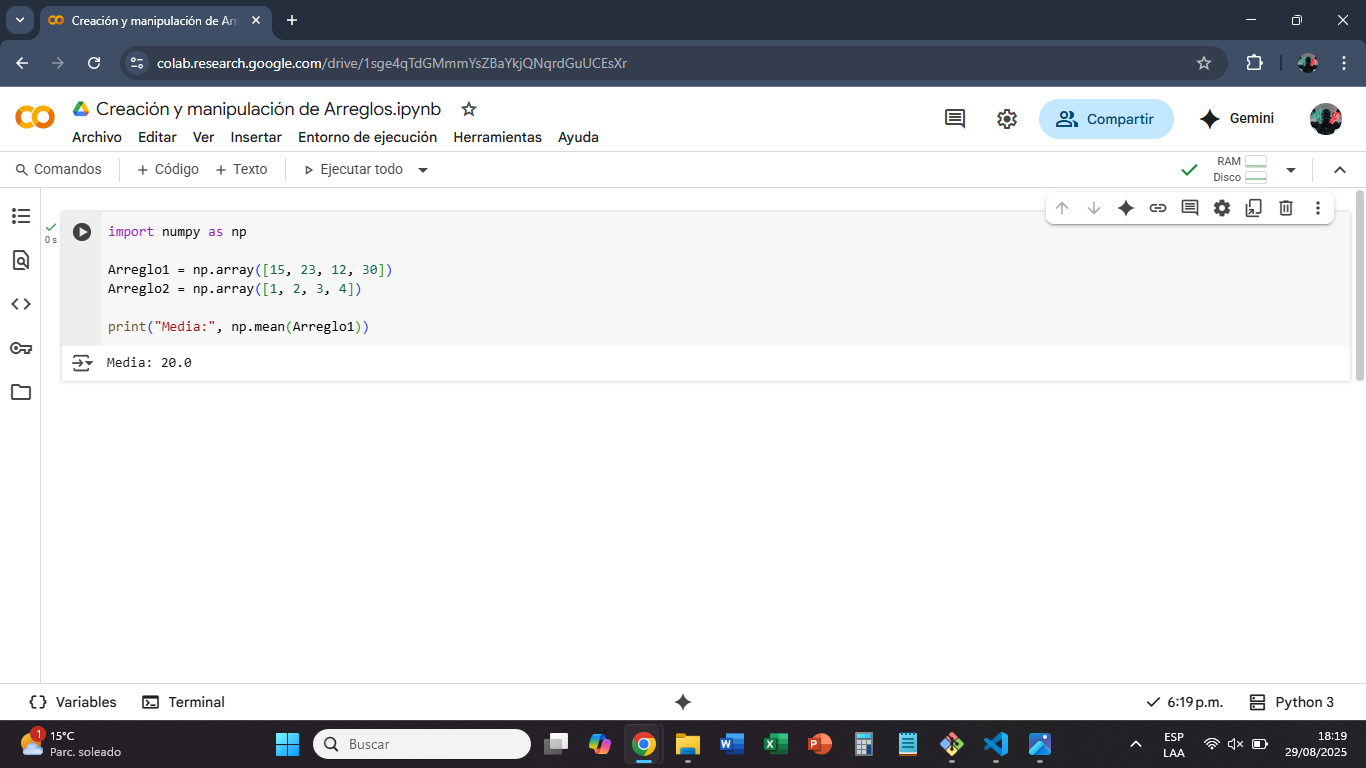 Creación y manipulación de Arr
colab.research.google.com/drive/1sge4qTdGMmmYsZBaYkjQNqrdGuUCEsXr
Creación y manipulación de Arreglos.ipynb
Archivo Editar Ver Insertar Entorno de ejecución Herramientas Ayuda
Compartir
Gemini
Comandos + Código + Texto Ejecutar todo
RAM
Disco
0 s
import numpy as np
Arreglo1 = np.array([15, 23, 12, 30])
Arreglo2 = np.array([1, 2, 3, 4])
print("Media:", np.mean(Arreglo1))
Media: 20.0
Variables Terminal
6:19 p.m. Python 3
1
15°C
Parc. soleado
Buscar
ESP
LAA
18:19
29/08/2025